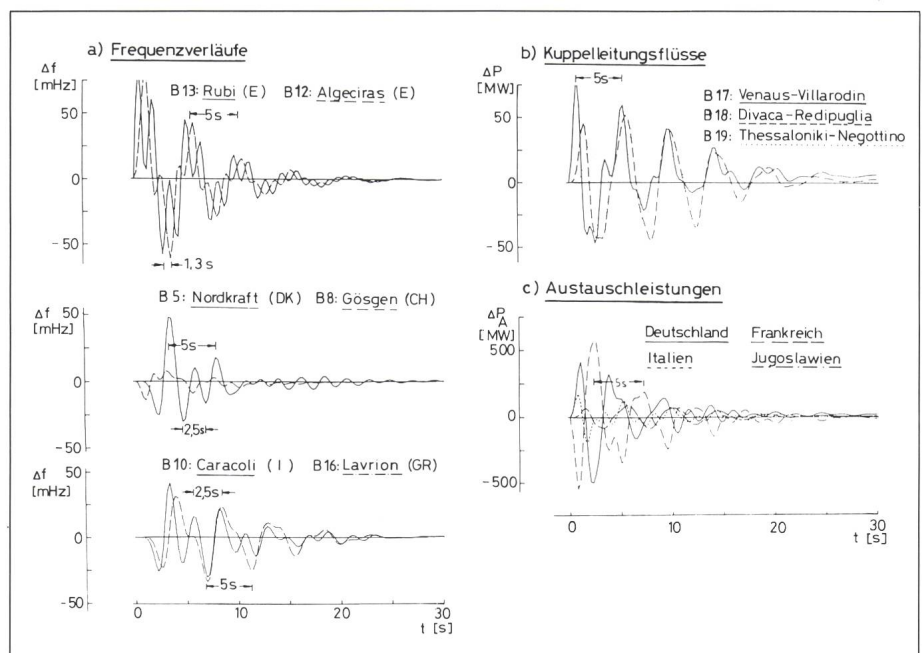 a) Frequenzverläufe
Δf
[mHz]
B13: Rubi (E) B12: Algeciras (E)
50
5s
0
-50
1,3s
B5: Nordkraft (DK) B8: Gösgen (CH)
Δf
[mHz]
50
5s
0
2,5s
-50
B10: Caracoli (I) B16: Lavrion (GR)
Δf
[mHz]
50
2,5s
0
5s
-50
0 10 20 30
t [s]
b) Kuppelleitungsflüsse
ΔP
[MW]
5s
B17: Venaus-Villarodin
B18: Divaca-Redipuglia
B19: Thessaloniki-Negottino
50
0
-50
c) Austauschleistungen
ΔP
A
[MW]
Deutschland Frankreich
Italien Jugoslawien
500
5s
0
-500
0 10 20 30
t [s]